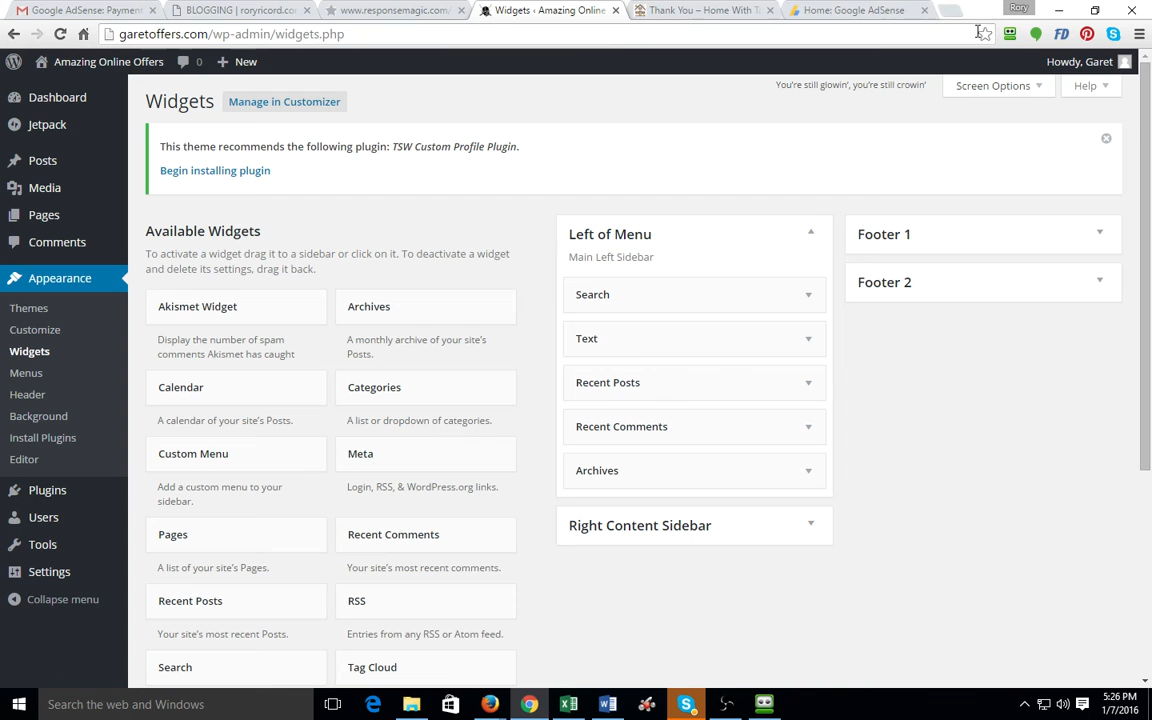 Rory
Google AdSense: Payment
BLOGGING | roryricord.com
www.responsemagic.com/
Widgets ‹ Amazing Online
Thank You – Home With T
Home: Google AdSense
garetoffers.com/wp-admin/widgets.php
Amazing Online Offers
0
New
Howdy, Garet
Dashboard
Jetpack
Posts
Media
Pages
Comments
Appearance
Themes
Customize
Widgets
Menus
Header
Background
Install Plugins
Editor
Plugins
Users
Tools
Settings
Collapse menu
Widgets
Manage in Customizer
You're still glowin', you're still crowin'
Screen Options
Help
This theme recommends the following plugin: TSW Custom Profile Plugin.
Begin installing plugin
Available Widgets
To activate a widget drag it to a sidebar or click on it. To deactivate a widget
and delete its settings, drag it back.
Akismet Widget
Display the number of spam
comments Akismet has caught
Archives
A monthly archive of your site's
Posts.
Calendar
A calendar of your site's Posts.
Categories
A list or dropdown of categories.
Custom Menu
Add a custom menu to your
sidebar.
Meta
Login, RSS, & WordPress.org links.
Pages
A list of your site's Pages.
Recent Comments
Your site's most recent comments.
Recent Posts
Your site's most recent Posts.
RSS
Entries from any RSS or Atom feed.
Search
Tag Cloud
Left of Menu
Main Left Sidebar
Search
Text
Recent Posts
Recent Comments
Archives
Right Content Sidebar
Footer 1
Footer 2
Search the web and Windows
5:26 PM
1/7/2016